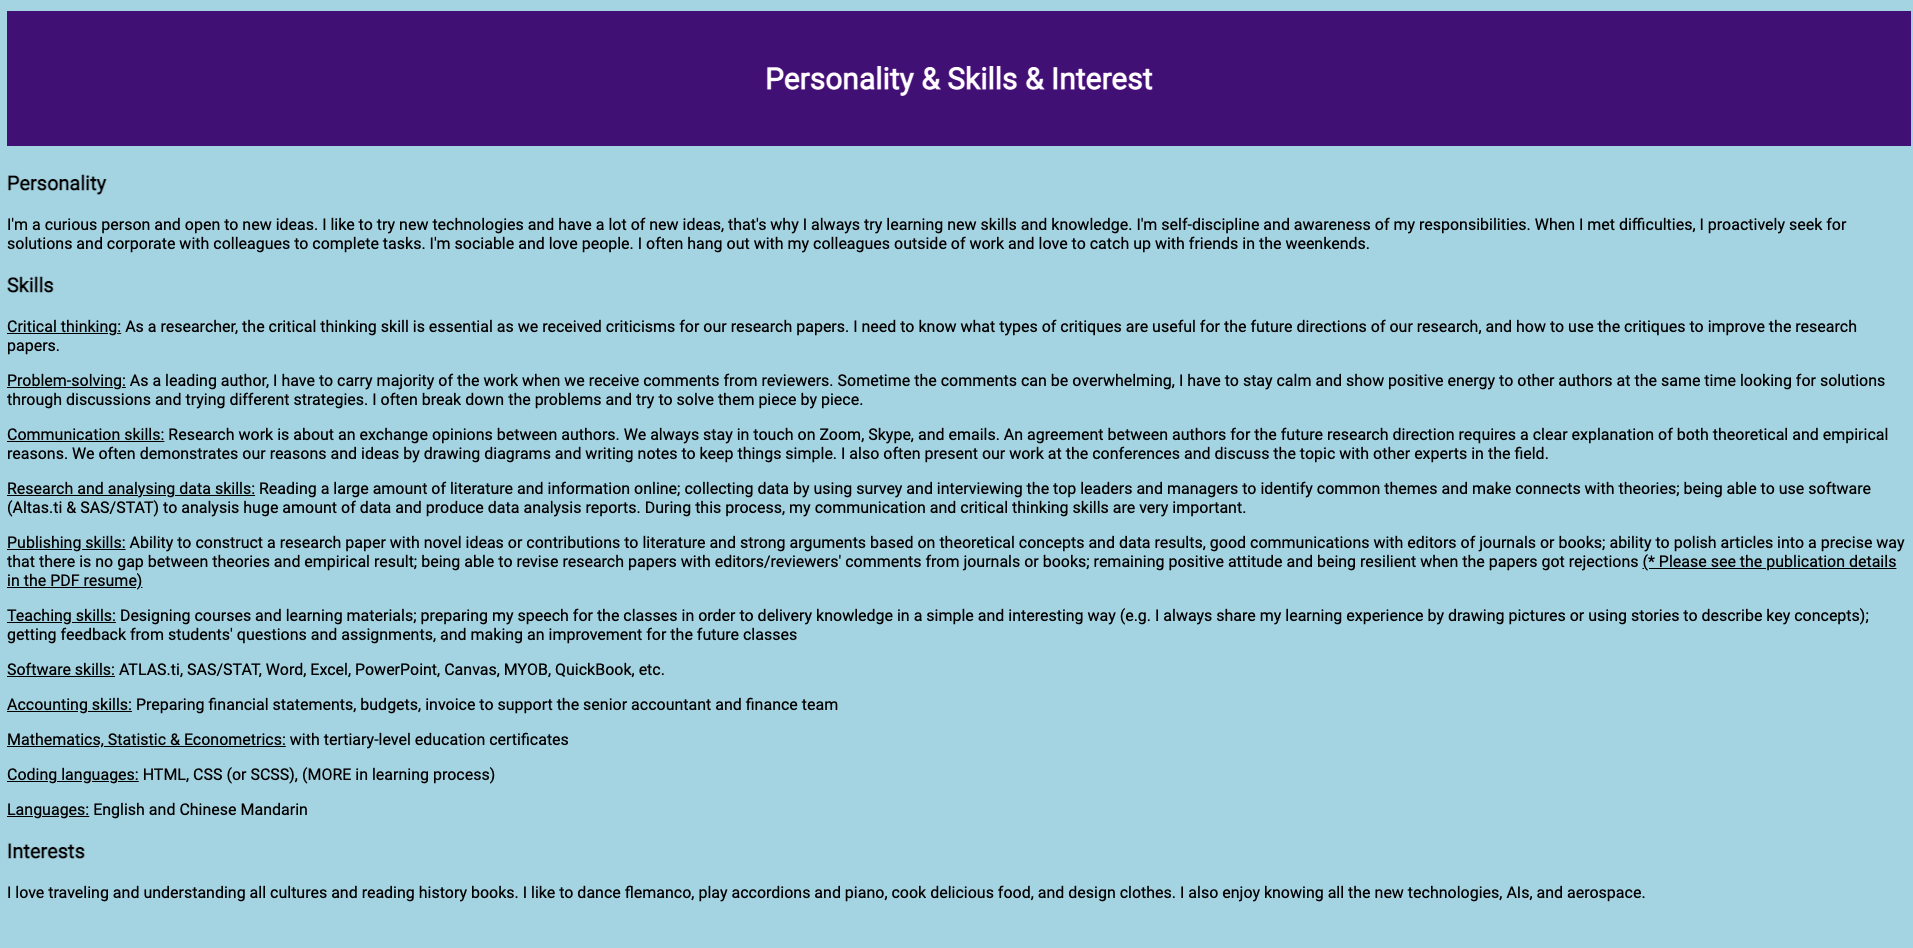 Personality & Skills & Interest
Personality
I'm a curious person and open to new ideas. I like to try new technologies and have a lot of new ideas, that's why I always try learning new skills and knowledge. I'm self-discipline and awareness of my responsibilities. When I met difficulties, I proactively seek for
solutions and corporate with colleagues to complete tasks. I'm sociable and love people. I often hang out with my colleagues outside of work and love to catch up with friends in the weenkends.
Skills
Critical thinking: As a researcher, the critical thinking skill is essential as we received criticisms for our research papers. I need to know what types of critiques are useful for the future directions of our research, and how to use the critiques to improve the research
papers.
Problem-solving: As a leading author, I have to carry majority of the work when we receive comments from reviewers. Sometime the comments can be overwhelming, I have to stay calm and show positive energy to other authors at the same time looking for solutions
through discussions and trying different strategies. I often break down the problems and try to solve them piece by piece.
Communication skills: Research work is about an exchange opinions between authors. We always stay in touch on Zoom, Skype, and emails. An agreement between authors for the future research direction requires a clear explanation of both theoretical and empirical
reasons. We often demonstrates our reasons and ideas by drawing diagrams and writing notes to keep things simple. I also often present our work at the conferences and discuss the topic with other experts in the field.
Research and analysing data skills: Reading a large amount of literature and information online; collecting data by using survey and interviewing the top leaders and managers to identify common themes and make connects with theories; being able to use software
(Altas.ti & SAS/STAT) to analysis huge amount of data and produce data analysis reports. During this process, my communication and critical thinking skills are very important.
Publishing skills: Ability to construct a research paper with novel ideas or contributions to literature and strong arguments based on theoretical concepts and data results, good communications with editors of journals or books; ability to polish articles into a precise way
that there is no gap between theories and empirical result; being able to revise research papers with editors/reviewers' comments from journals or books; remaining positive attitude and being resilient when the papers got rejections (* Please see the publication details
in the PDF resume)
Teaching skills: Designing courses and learning materials; preparing my speech for the classes in order to delivery knowledge in a simple and interesting way (e.g. I always share my learning experience by drawing pictures or using stories to describe key concepts);
getting feedback from students' questions and assignments, and making an improvement for the future classes
Software skills: ATLAS.ti, SAS/STAT, Word, Excel, PowerPoint, Canvas, MYOB, QuickBook, etc.
Accounting skills: Preparing financial statements, budgets, invoice to support the senior accountant and finance team
Mathematics, Statistic & Econometrics: with tertiary-level education certificates
Coding languages: HTML, CSS (or SCSS), (MORE in learning process)
Languages: English and Chinese Mandarin
Interests
I love traveling and understanding all cultures and reading history books. I like to dance flemanco, play accordions and piano, cook delicious food, and design clothes. I also enjoy knowing all the new technologies, AIs, and aerospace.